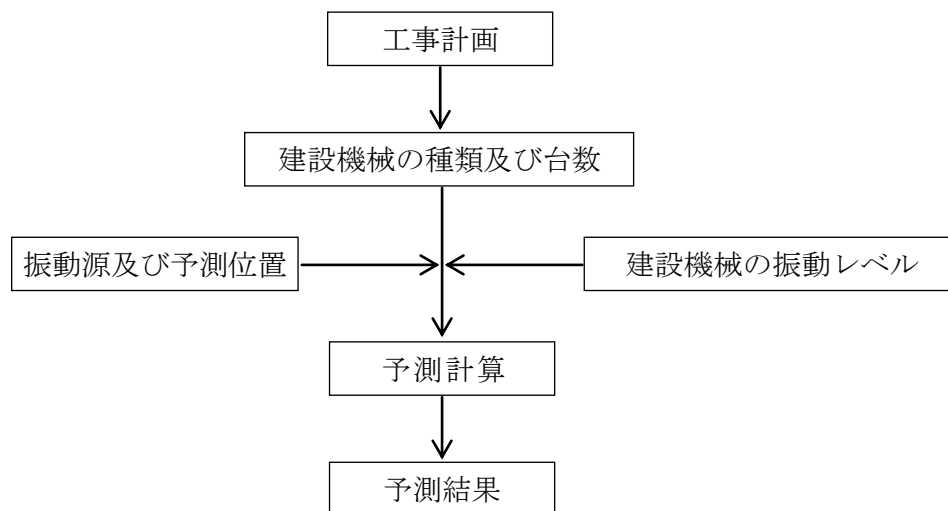 工事計画
建設機械の種類及び台数
振動源及び予測位置
建設機械の振動レベル
予測計算
予測結果